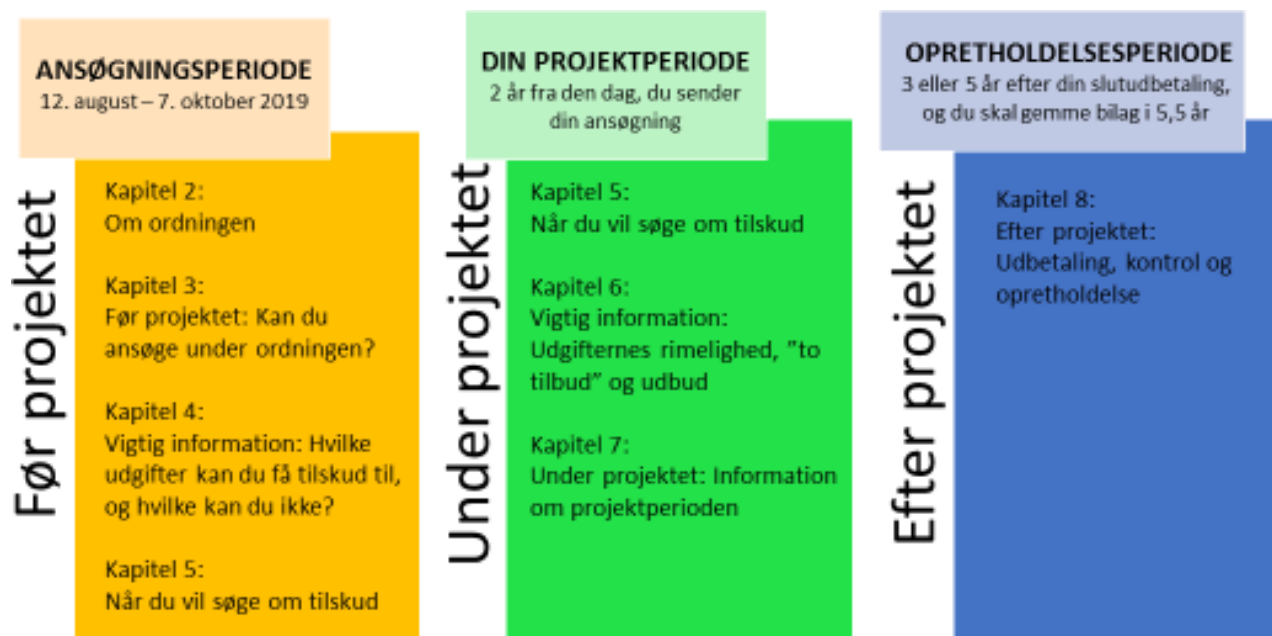 ANSØGNINGSPERIODE
12. august – 7. oktober 2019
Før projektet
Kapitel 2:
Om ordningen
Kapitel 3:
Før projektet: Kan du
ansøge under ordningen?
Kapitel 4:
Vigtig information: Hvilke
udgifter kan du få tilskud til,
og hvilke kan du ikke?
Kapitel 5:
Når du vil søge om tilskud
DIN PROJEKTPERIODE
2 år fra den dag, du sender
din ansøgning
Under projektet
Kapitel 5:
Når du vil søge om tilskud
Kapitel 6:
Vigtig information:
Udgifternes rimelighed, "to
tilbud" og udbud
Kapitel 7:
Under projektet: Information
om projektperioden
OPRETHOLDELSESPERIODE
3 eller 5 år efter din slutudbetaling,
og du skal gemme bilag i 5,5 år
Efter projektet
Kapitel 8:
Efter projektet:
Udbetaling, kontrol og
opretholdelse